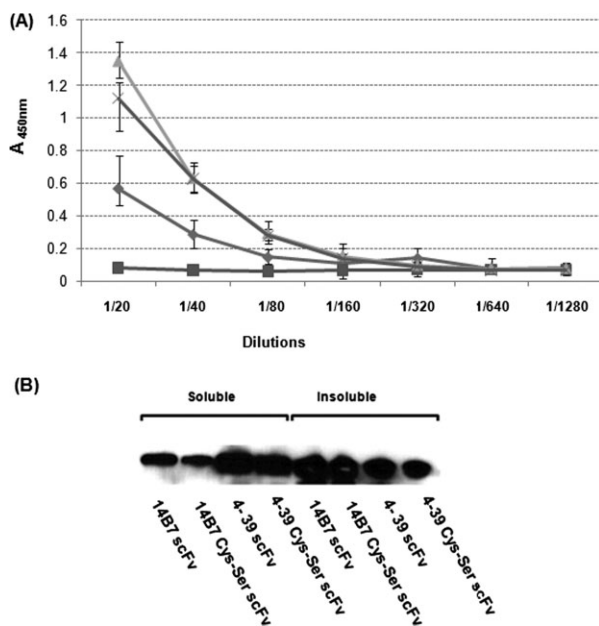 (A)
1.6
1.4
1.2
1
0.8
0.6
0.4
0.2
0
A 450nm
1/20 1/40 1/80 1/160 1/320 1/640 1/1280
Dilutions
(B)
Soluble Insoluble
14B7 scFv
14B7 Cys-Ser scFv
4- 39 scFv
4-39 Cys-Ser scFv
14B7 scFv
14B7 Cys-Ser scFv
4- 39 scFv
4-39 Cys-Ser scFv